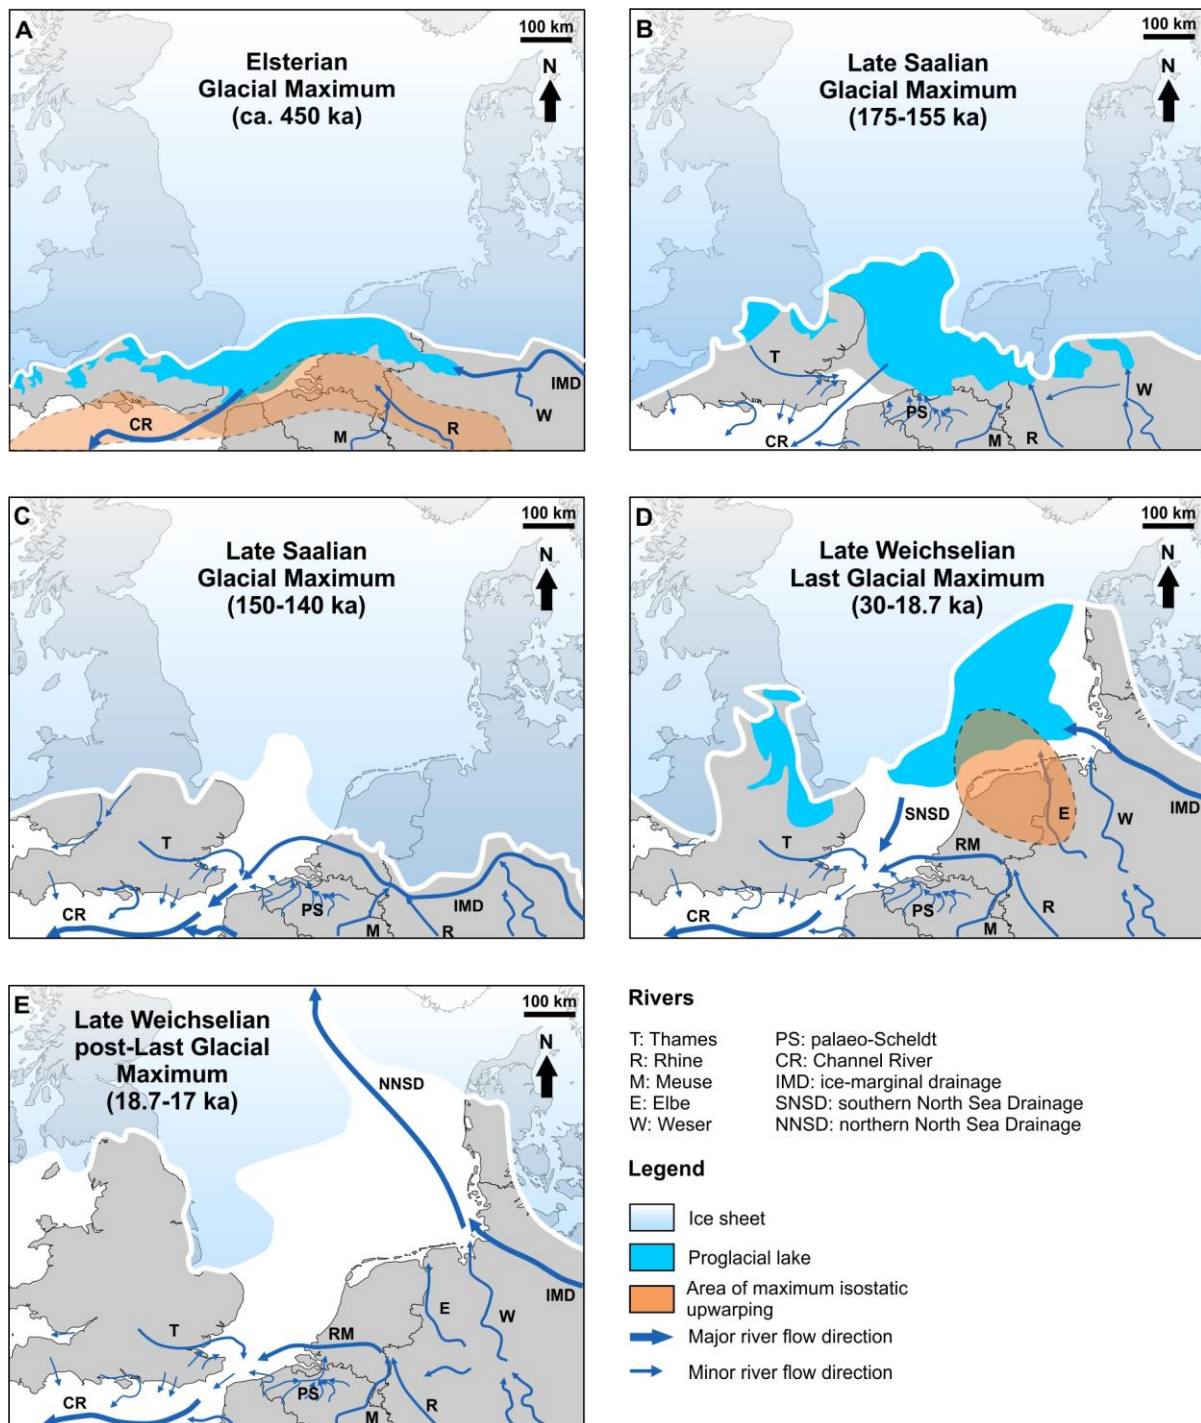 A
Elsterian
Glacial Maximum
(ca. 450 ka)
100 km
N
CR
M
R
W
IMD
B
Late Saalian
Glacial Maximum
(175-155 ka)
100 km
N
T
CR
PS
M
R
W
C
Late Saalian
Glacial Maximum
(150-140 ka)
100 km
N
T
CR
PS
M
R
IMD
D
Late Weichselian
Last Glacial Maximum
(30-18.7 ka)
100 km
N
T
SNSD
RM
E
W
IMD
CR
PS
M
R
E
Late Weichselian
post-Last Glacial
Maximum
(18.7-17 ka)
100 km
N
NNSD
IMD
T
RM
E
W
CR
PS
M
R
Rivers
T: Thames
R: Rhine
M: Meuse
E: Elbe
W: Weser
PS: palaeo-Scheldt
CR: Channel River
IMD: ice-marginal drainage
SNSD: southern North Sea Drainage
NNSD: northern North Sea Drainage
Legend
Ice sheet
Proglacial lake
Area of maximum isostatic
upwarping
Major river flow direction
Minor river flow direction